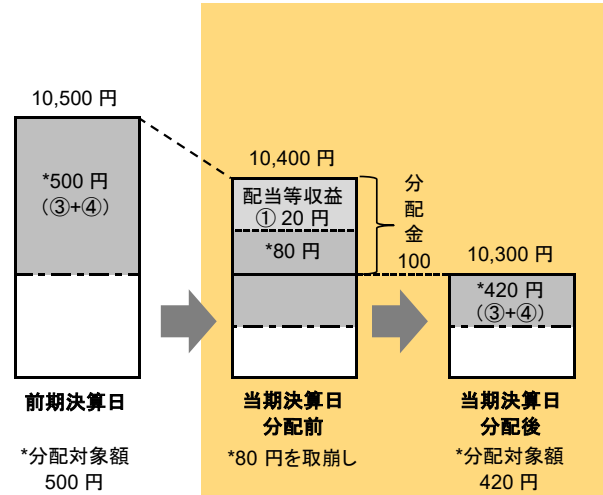 10,500 円
*500 円
(③+④)
前期決算日
*分配対象額
500 円
10,400 円
配当等収益
① 20 円
*80 円
分
配
金
100
当期決算日
分配前
*80 円を取崩し
10,300 円
*420 円
(③+④)
当期決算日
分配後
*分配対象額
420 円